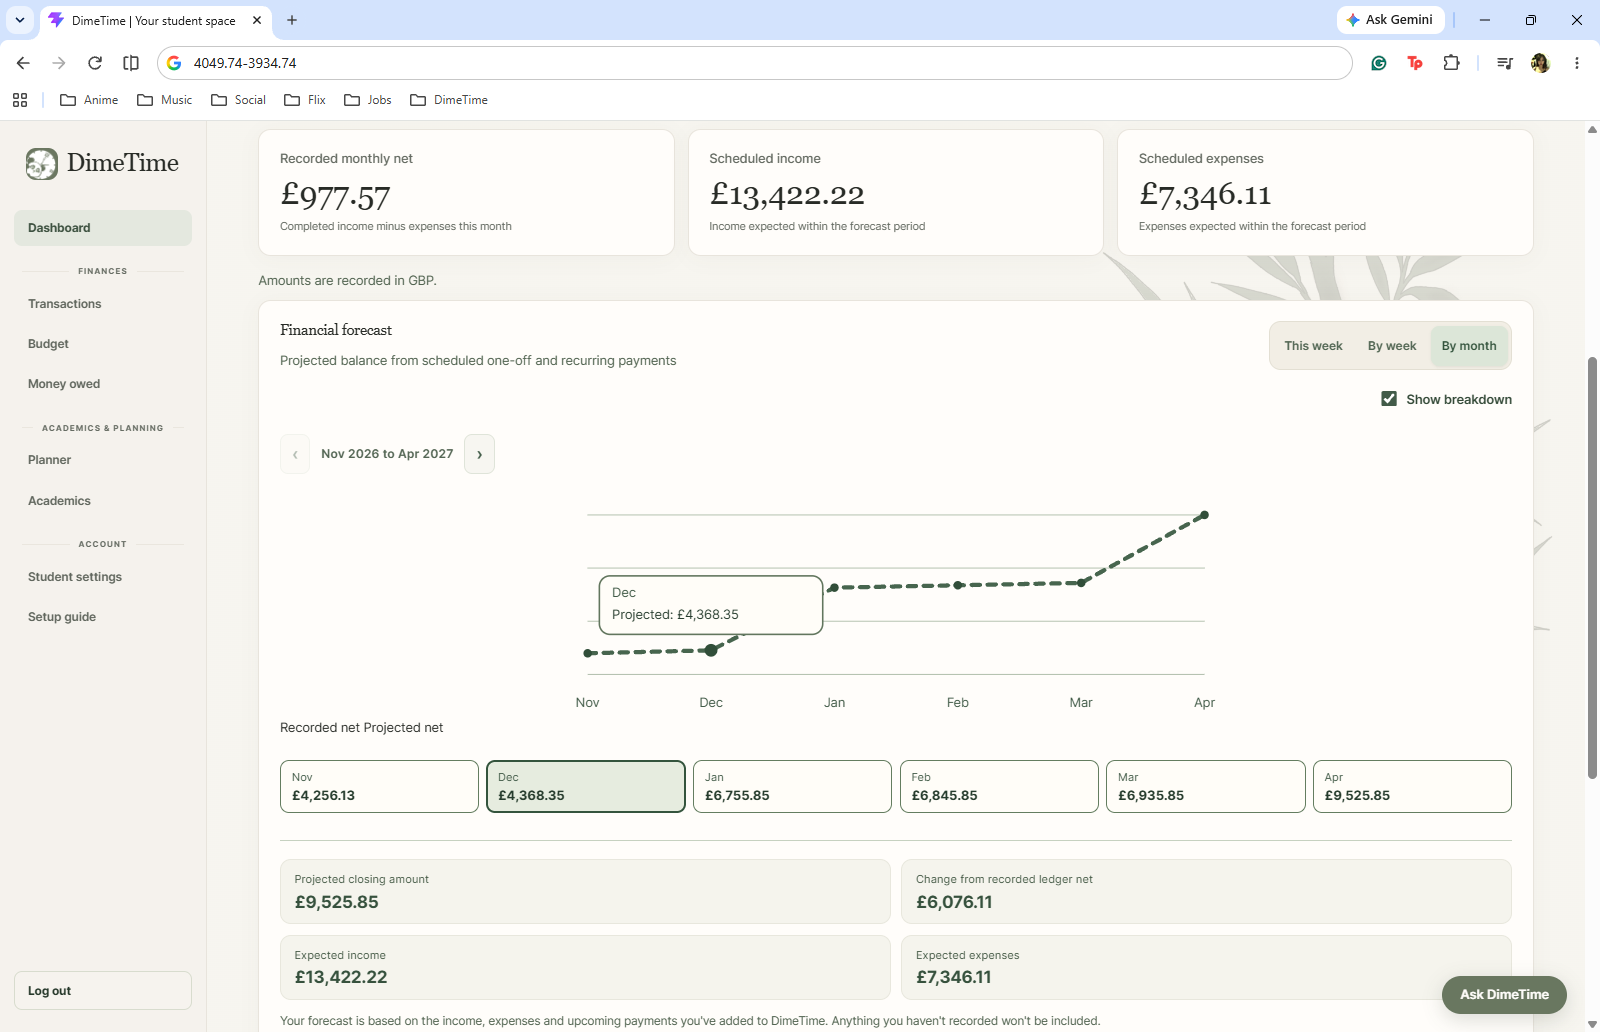 DimeTime | Your student space
Ask Gemini
4049.74-3934.74
Anime
Music
Social
Flix
Jobs
DimeTime
DimeTime
Dashboard
FINANCES
Transactions
Budget
Money owed
ACADEMICS & PLANNING
Planner
Academics
ACCOUNT
Student settings
Setup guide
Log out
Recorded monthly net
£977.57
Completed income minus expenses this month
Scheduled income
£13,422.22
Income expected within the forecast period
Scheduled expenses
£7,346.11
Expenses expected within the forecast period
Amounts are recorded in GBP.
Financial forecast
Projected balance from scheduled one-off and recurring payments
This week
By week
By month
Show breakdown
Nov 2026 to Apr 2027
Dec
Projected: £4,368.35
Nov
Dec
Jan
Feb
Mar
Apr
Recorded net Projected net
Nov
£4,256.13
Dec
£4,368.35
Jan
£6,755.85
Feb
£6,845.85
Mar
£6,935.85
Apr
£9,525.85
Projected closing amount
£9,525.85
Change from recorded ledger net
£6,076.11
Expected income
£13,422.22
Expected expenses
£7,346.11
Ask DimeTime
Your forecast is based on the income, expenses and upcoming payments you've added to DimeTime. Anything you haven't recorded won't be included.